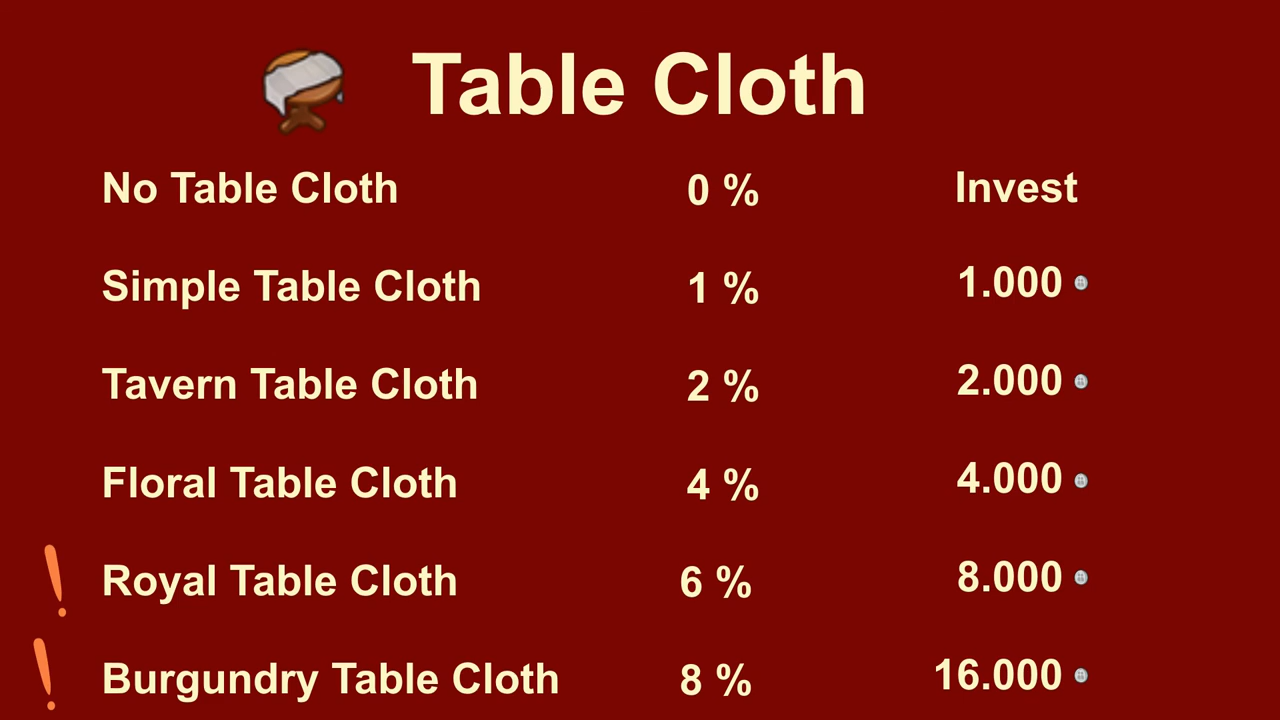 Table Cloth
No Table Cloth 0 % Invest
Simple Table Cloth 1 % 1.000
Tavern Table Cloth 2 % 2.000
Floral Table Cloth 4 % 4.000
! Royal Table Cloth 6 % 8.000
! Burgundry Table Cloth 8 % 16.000